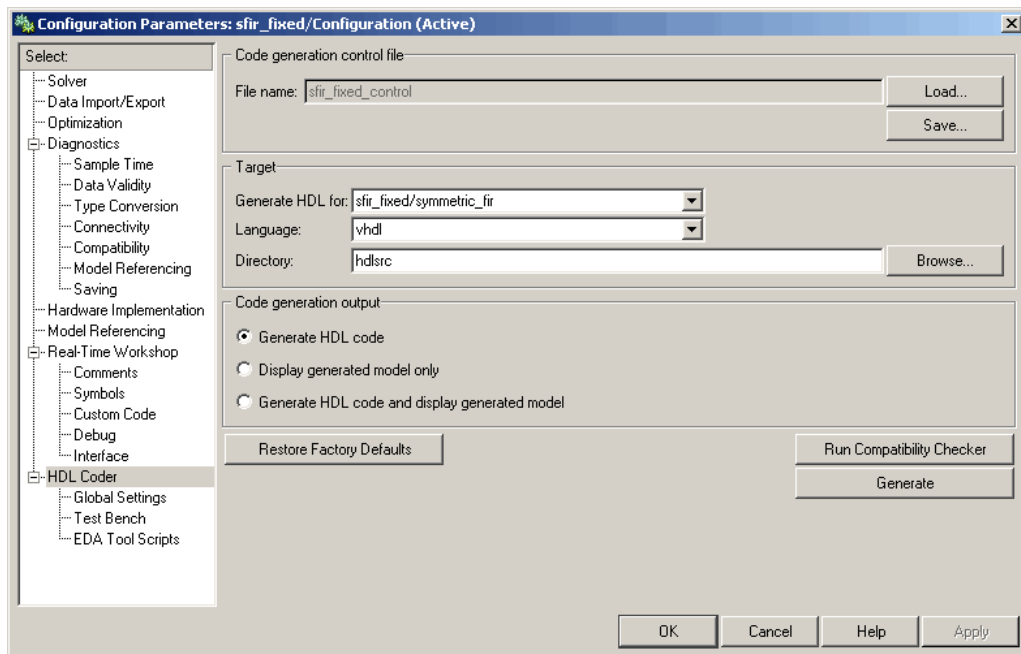 Configuration Parameters: sfir_fixed/Configuration (Active)
Select:
Solver
Data Import/Export
Optimization
Diagnostics
Sample Time
Data Validity
Type Conversion
Connectivity
Compatibility
Model Referencing
Saving
Hardware Implementation
Model Referencing
Real-Time Workshop
Comments
Symbols
Custom Code
Debug
Interface
HDL Coder
Global Settings
Test Bench
EDA Tool Scripts
Code generation control file
File name: sfir_fixed_control
Load...
Save...
Target
Generate HDL for: sfir_fixed/symmetric_fir
Language: vhdl
Directory: hdlsrc
Browse...
Code generation output
Generate HDL code
Display generated model only
Generate HDL code and display generated model
Restore Factory Defaults
Run Compatibility Checker
Generate
OK
Cancel
Help
Apply